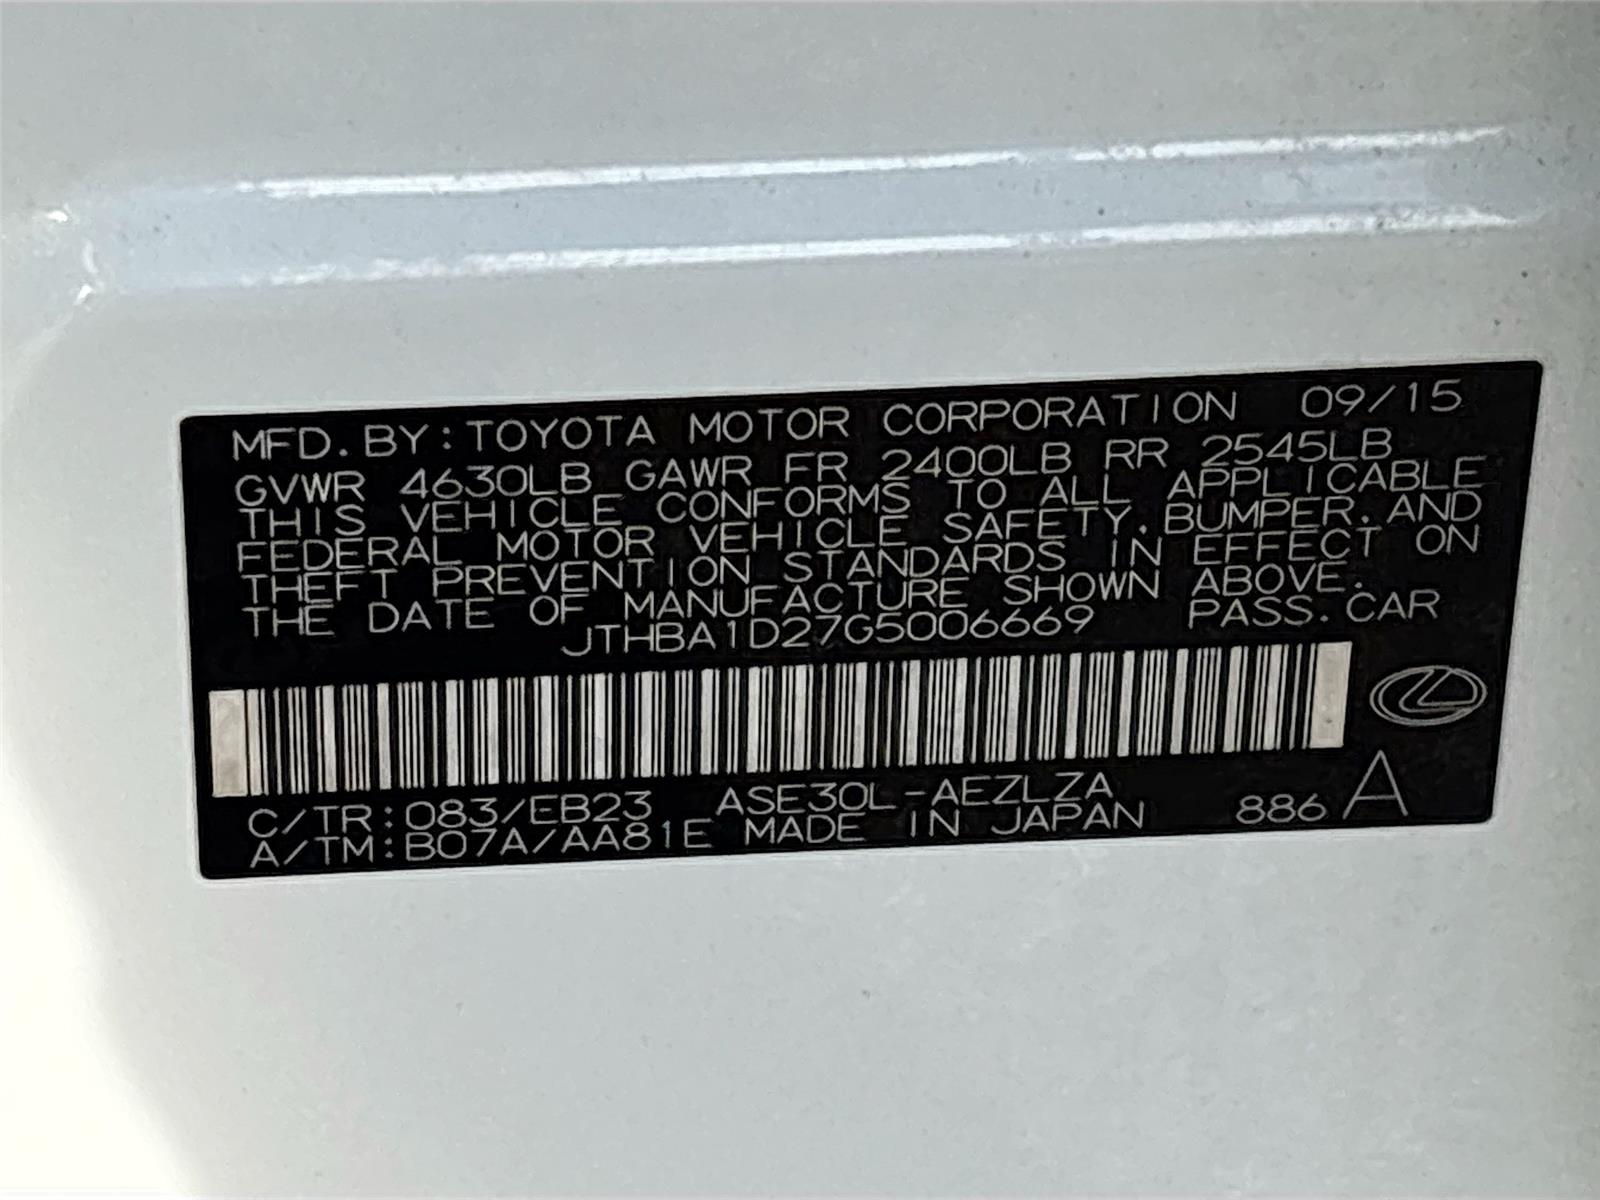 MFD. BY: TOYOTA MOTOR CORPORATION 09/15
GVWR 4630LB GAWR FR 2400LB RR 2545LB
THIS VEHICLE CONFORMS TO ALL APPLICABLE
FEDERAL MOTOR VEHICLE SAFETY, BUMPER, AND
THEFT PREVENTION STANDARDS IN EFFECT ON
THE DATE OF MANUFACTURE SHOWN ABOVE.
JTHBA1D27G5006669 PASS. CAR
C/TR: 083/EB23 ASE30L-AEZLZA
A/TM: B07A/AA81E MADE IN JAPAN 886 A